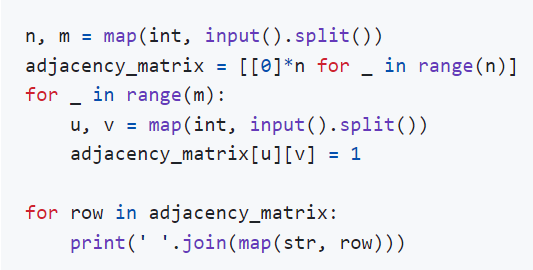 n, m = map(int, input().split())
adjacency_matrix = [[0]*n for _ in range(n)]
for _ in range(m):
    u, v = map(int, input().split())
    adjacency_matrix[u][v] = 1

for row in adjacency_matrix:
    print(' '.join(map(str, row)))